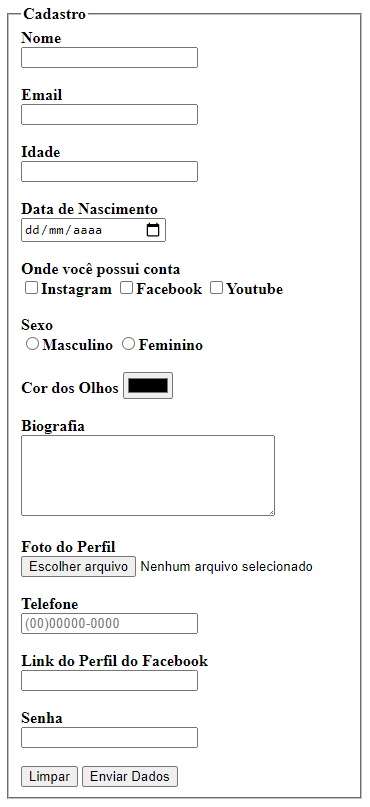 Cadastro
Nome
Email
Idade
Data de Nascimento
dd/mm/aaaa
Onde você possui conta
Instagram Facebook Youtube
Sexo
Masculino Feminino
Cor dos Olhos
Biografia
Foto do Perfil
Escolher arquivo Nenhum arquivo selecionado
Telefone
(00)00000-0000
Link do Perfil do Facebook
Senha
Limpar Enviar Dados